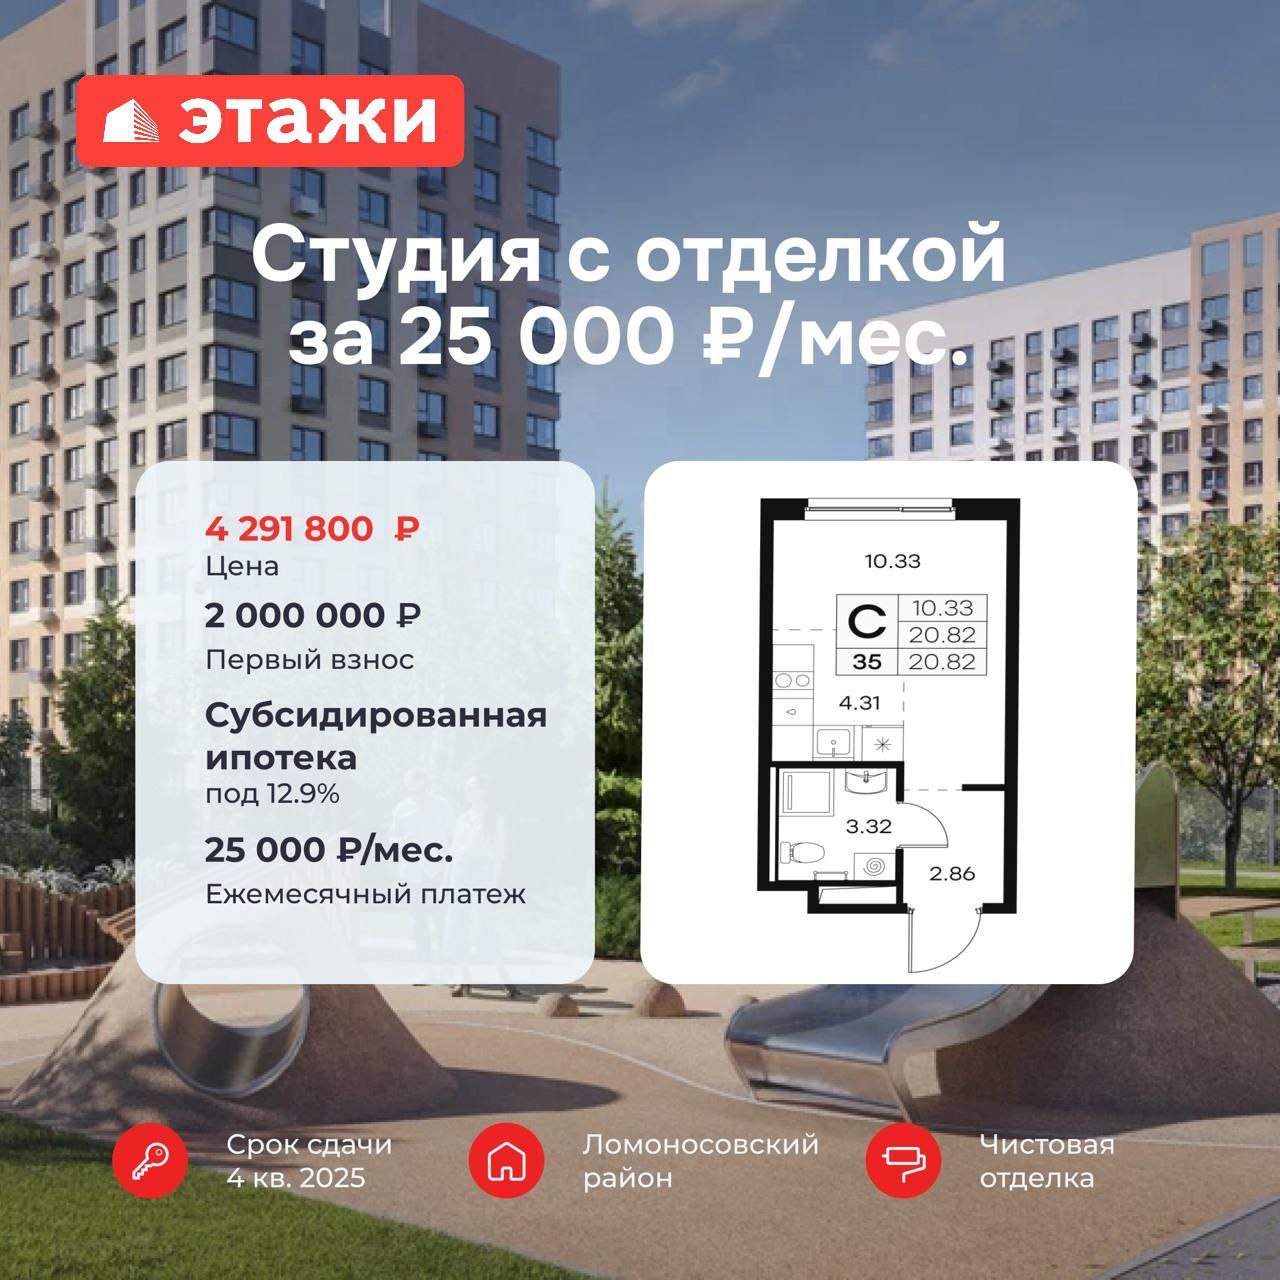 этажи
Студия с отделкой
за 25 000 ₽/мес.
4 291 800 ₽
Цена
2 000 000 ₽
Первый взнос
Субсидированная
ипотека
под 12.9%
25 000 ₽/мес.
Ежемесячный платеж
10.33
С 10.33
20.82
35 20.82
4.31
3.32
2.86
Срок сдачи
4 кв. 2025
Ломоносовский
район
Чистовая
отделка